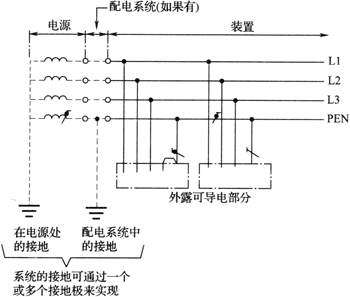 配电系统(如果有)
电源
装置
L1
L2
L3
PEN
外露可导电部分
在电源处
的接地
配电系统中
的接地
系统的接地可通过一个
或多个接地极来实现